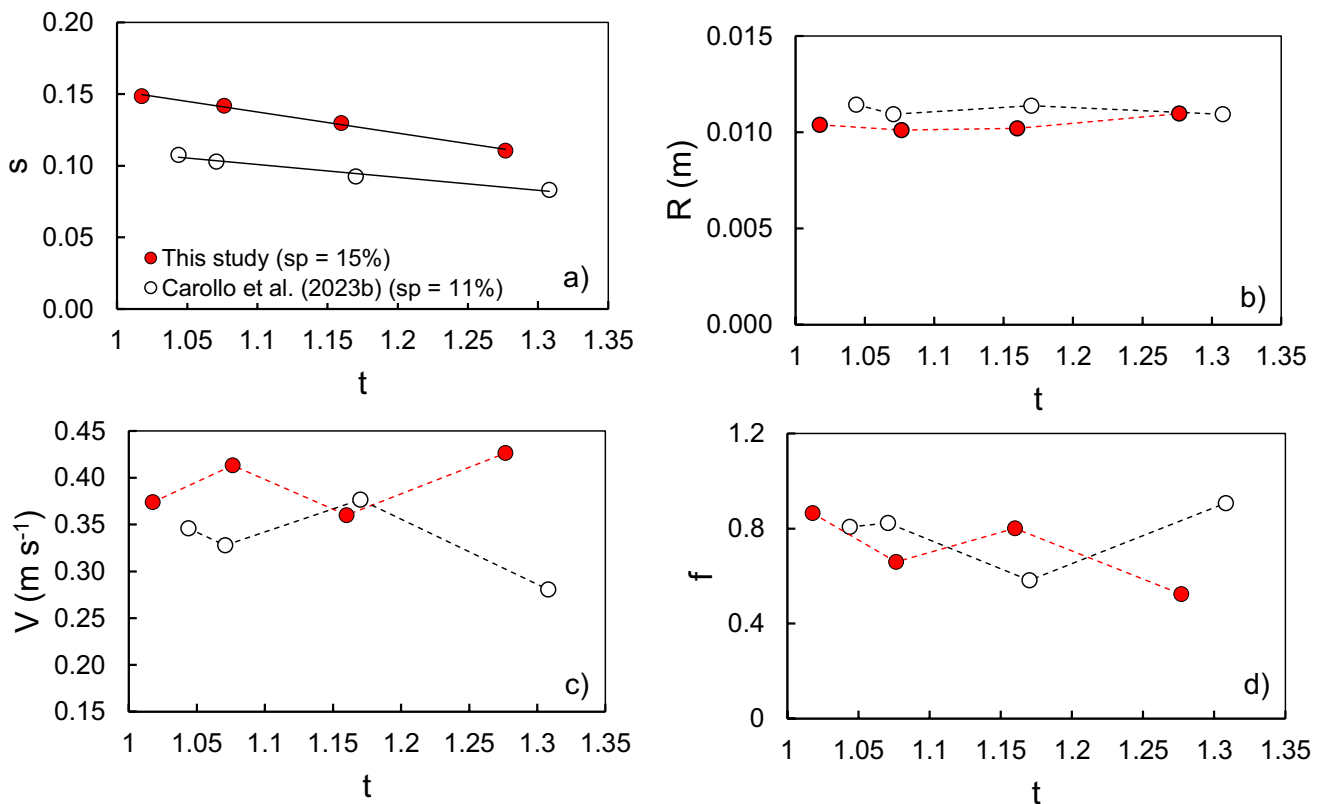 0.20
0.15
0.10
0.05
0.00
s
This study (sp = 15%)
Carollo et al. (2023b) (sp = 11%)
a)
1 1.05 1.1 1.15 1.2 1.25 1.3 1.35
t
0.015
0.010
0.005
0.000
R (m)
b)
1 1.05 1.1 1.15 1.2 1.25 1.3 1.35
t
0.45
0.40
0.35
0.30
0.25
0.20
0.15
V (m s⁻¹)
c)
1 1.05 1.1 1.15 1.2 1.25 1.3 1.35
t
1.2
0.8
0.4
0
f
d)
1 1.05 1.1 1.15 1.2 1.25 1.3 1.35
t